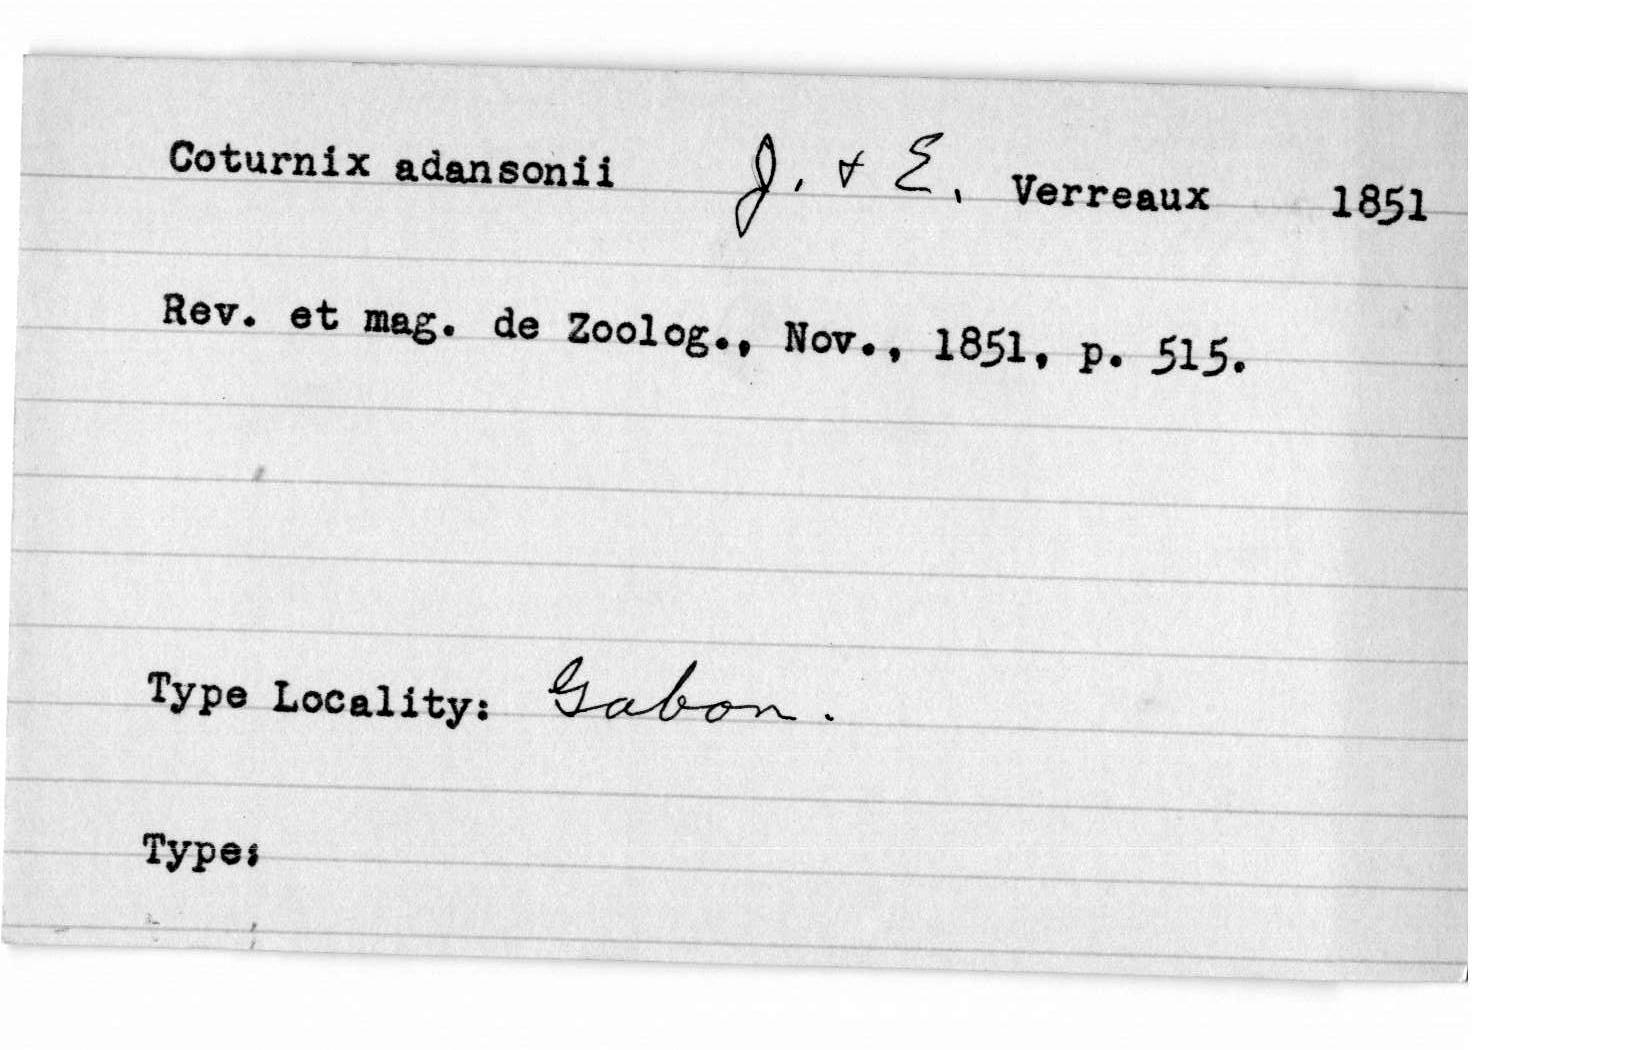 Coturnix adansonii J. & E. Verreaux 1851
Rev. et mag. de Zoolog., Nov., 1851, p. 515.
Type Locality: Gabon.
Type: